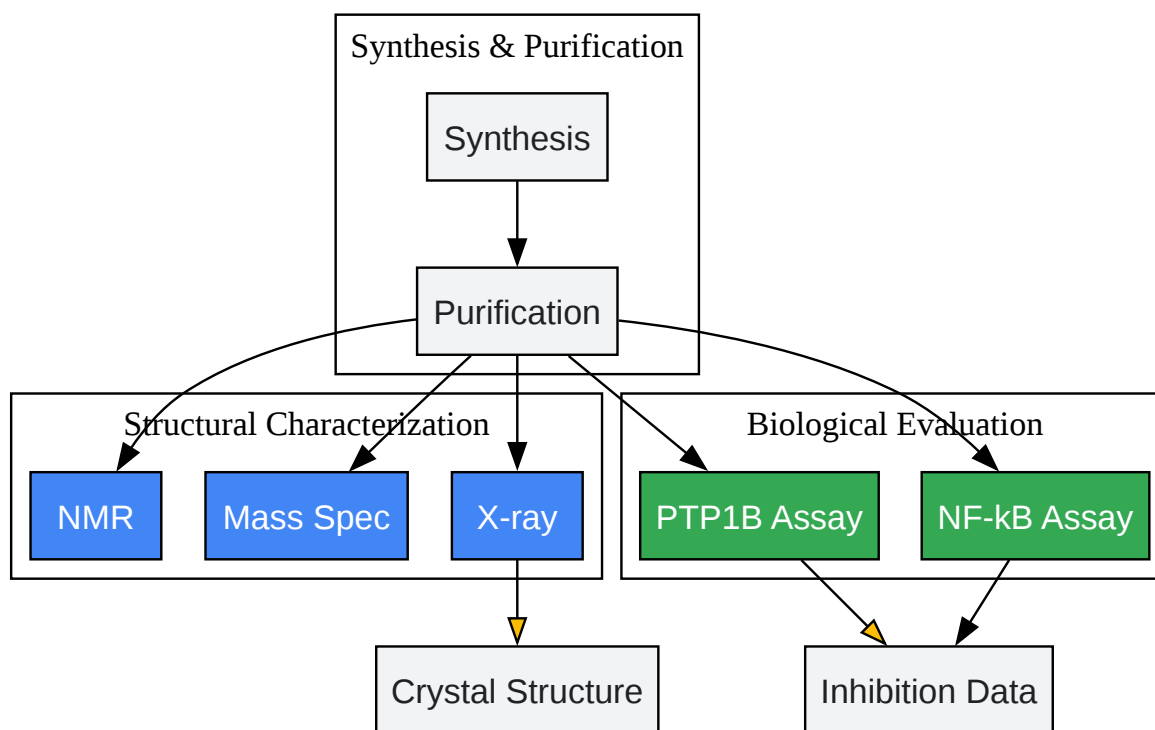 Synthesis & Purification
Synthesis
Purification
Structural Characterization
Biological Evaluation
NMR
Mass Spec
X-ray
PTP1B Assay
NF-kB Assay
Crystal Structure
Inhibition Data